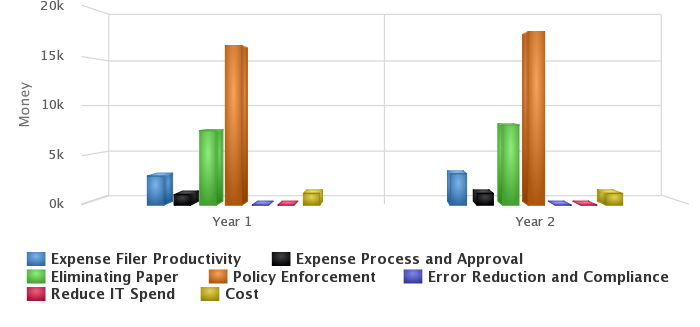 20k
15k
10k
5k
0k
Money
Year 1
Year 2
Expense Filer Productivity
Expense Process and Approval
Eliminating Paper
Policy Enforcement
Error Reduction and Compliance
Reduce IT Spend
Cost